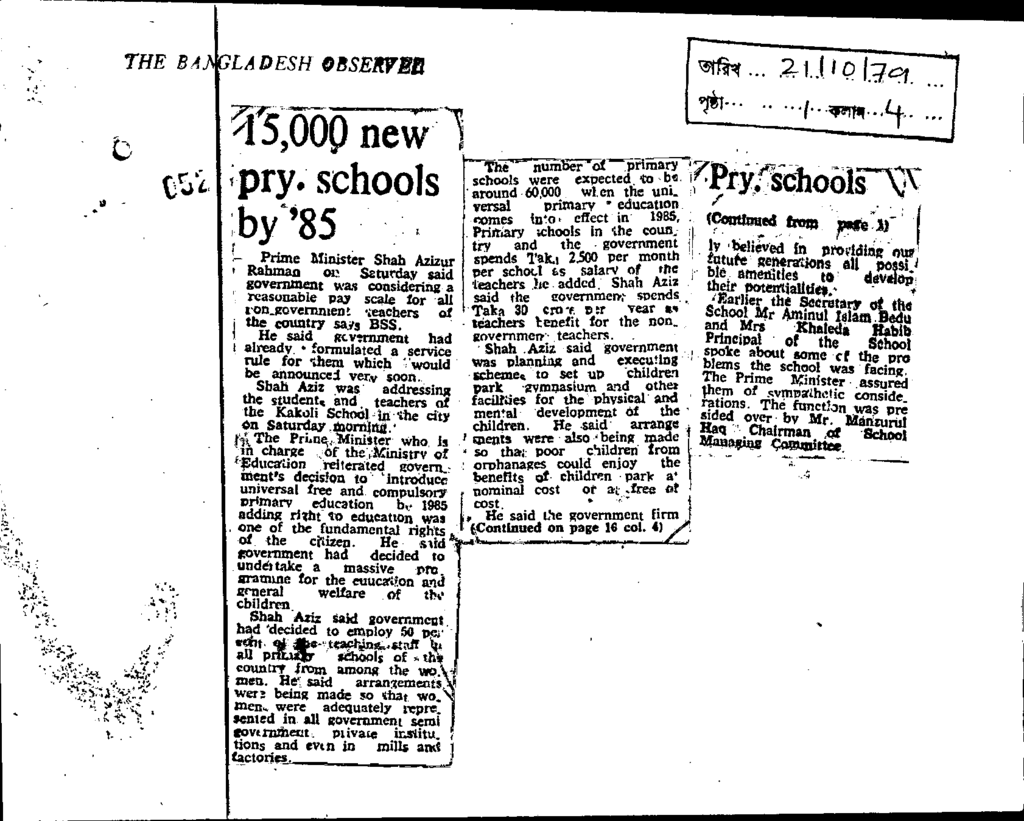 THE BANGLADESH OBSERVER
তারিখ ... 21/10/79 ...
পৃষ্ঠা... .. ...1...কলাম...4.. ...
052
15,000 new
pry. schools
by '85
Prime Minister Shah Azizur
Rahman on Saturday said
government was considering a
reasonable pay scale for all
non-government teachers of
the country says BSS.
He said government had
already formulated a service
rule for them which would
be announced very soon.
Shah Aziz was addressing
the students and teachers of
the Kakoli School in the city
on Saturday morning.
The Prime Minister who is
in charge of the Ministry of
Education reiterated govern-
ment's decision to introduce
universal free and compulsory
primary education by 1985
adding right to education was
one of the fundamental rights
of the citizen. He said
government had decided to
undertake a massive pro
gramme for the education and
general welfare of the
children.
Shah Aziz said government
had decided to employ 50 per
cent of the teaching staff in
all primary schools of the
country from among the wo
men. He said arrangements
were being made so that wo-
men were adequately repre-
sented in all government semi
government private institu-
tions and even in mills and
factories.
The number of primary
schools were expected to be
around 60,000 when the uni-
versal primary education
comes into effect in 1985.
Primary schools in the coun-
try and the government
spends Taka 2,500 per month
per school as salary of the
teachers he added. Shah Aziz
said the government spends
Taka 30 crore per year as
teachers benefit for the non-
government teachers.
Shah Aziz said government
was planning and executing
schemes to set up children
park gymnasium and other
facilities for the physical and
mental development of the
children. He said arrange
ments were also being made
so that poor children from
orphanages could enjoy the
benefits of children park at
nominal cost or at free of
cost.
He said the government firm
(Continued on page 16 col. 4)
Pry. schools
(Continued from page 1)
ly believed in providing our
future generations all possi-
ble amenities to develop
their potentialities.
Earlier the Secretary of the
School Mr Aminul Islam Bedu
and Mrs Khaleda Habib
Principal of the School
spoke about some of the pro
blems the school was facing.
The Prime Minister assured
them of sympathetic conside-
rations. The function was pre
sided over by Mr. Manzurul
Haq Chairman of School
Managing Committee.